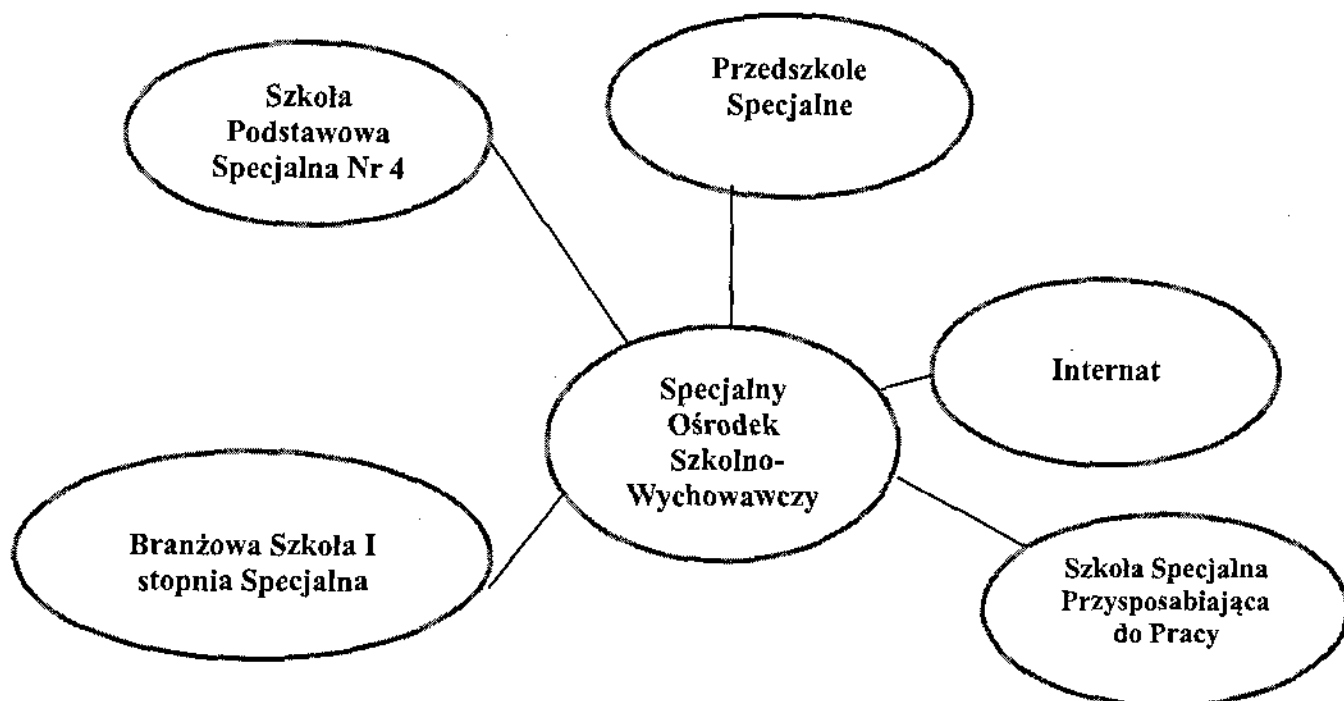 Szkoła
Podstawowa
Specjalna Nr 4
Przedszkole
Specjalne
Internat
Specjalny
Ośrodek
Szkolno-
Wychowawczy
Branżowa Szkoła I
stopnia Specjalna
Szkoła Specjalna
Przysposabiająca
do Pracy